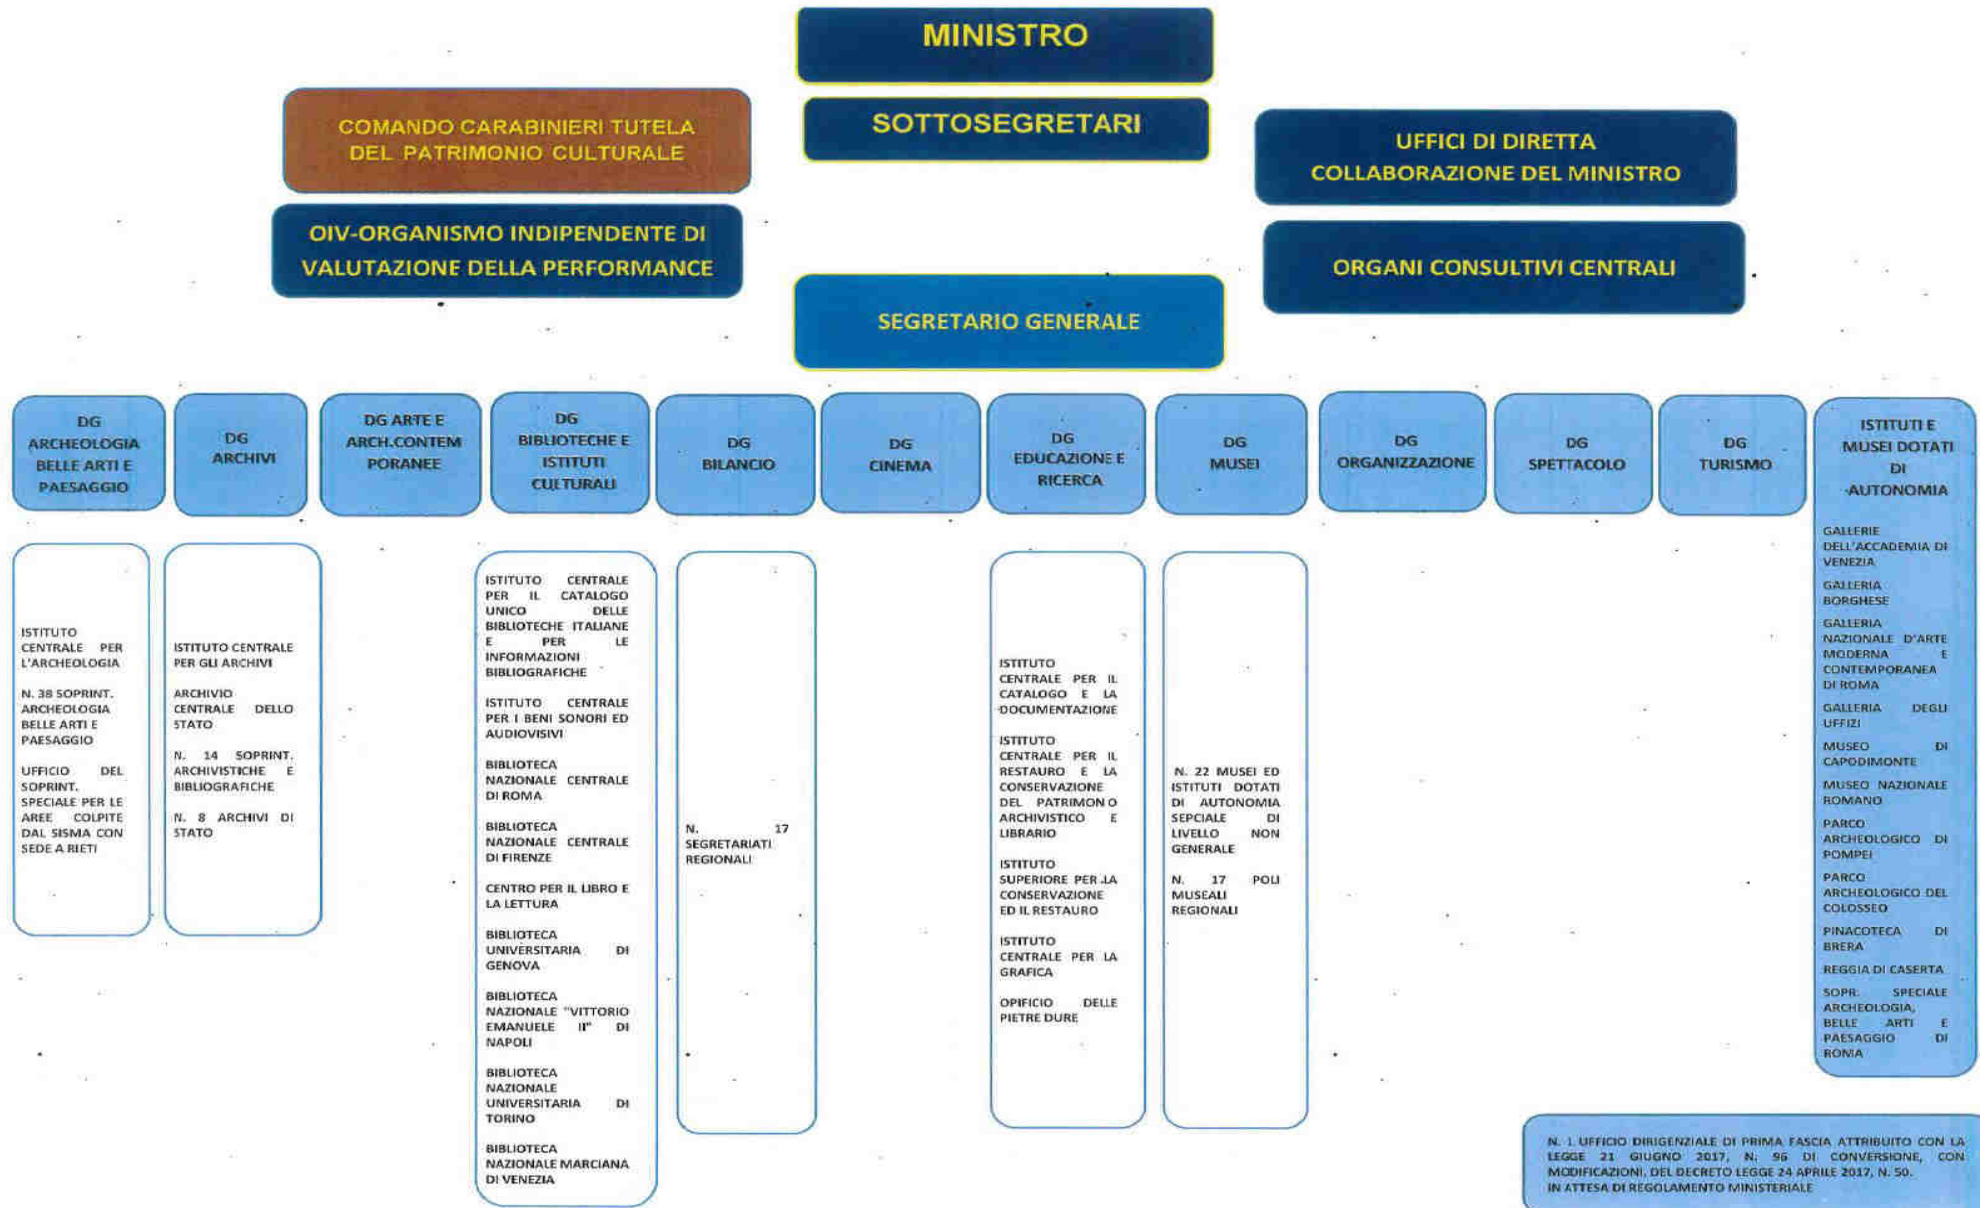 MINISTRO
SOTTOSEGRETARI
COMANDO CARABINIERI TUTELA
DEL PATRIMONIO CULTURALE
UFFICI DI DIRETTA
COLLABORAZIONE DEL MINISTRO
OIV-ORGANISMO INDIPENDENTE DI
VALUTAZIONE DELLA PERFORMANCE
ORGANI CONSULTIVI CENTRALI
SEGRETARIO GENERALE
DG
ARCHEOLOGIA
BELLE ARTI E
PAESAGGIO
DG
ARCHIVI
DG ARTE E
ARCH.CONTEM
PORANEE
DG
BIBLIOTECHE E
ISTITUTI
CULTURALI
DG
BILANCIO
DG
CINEMA
DG
EDUCAZIONE E
RICERCA
DG
MUSEI
DG
ORGANIZZAZIONE
DG
SPETTACOLO
DG
TURISMO
ISTITUTI E
MUSEI DOTATI
DI
AUTONOMIA
ISTITUTO
CENTRALE PER
L'ARCHEOLOGIA
N. 38 SOPRINT.
ARCHEOLOGIA
BELLE ARTI E
PAESAGGIO
UFFICIO DEL
SOPRINT.
SPECIALE PER LE
AREE COLPITE
DAL SISMA CON
SEDE A RIETI
ISTITUTO CENTRALE
PER GLI ARCHIVI
ARCHIVIO
CENTRALE DELLO
STATO
N. 14 SOPRINT.
ARCHIVISTICHE E
BIBLIOGRAFICHE
N. 8 ARCHIVI DI
STATO
ISTITUTO CENTRALE
PER IL CATALOGO
UNICO DELLE
BIBLIOTECHE ITALIANE
E PER LE
INFORMAZIONI
BIBLIOGRAFICHE
ISTITUTO CENTRALE
PER I BENI SONORI ED
AUDIOVISIVI
BIBLIOTECA
NAZIONALE CENTRALE
DI ROMA
BIBLIOTECA
NAZIONALE CENTRALE
DI FIRENZE
CENTRO PER IL LIBRO E
LA LETTURA
BIBLIOTECA
UNIVERSITARIA DI
GENOVA
BIBLIOTECA
NAZIONALE "VITTORIO
EMANUELE II" DI
NAPOLI
BIBLIOTECA
NAZIONALE
UNIVERSITARIA DI
TORINO
BIBLIOTECA
NAZIONALE MARCIANA
DI VENEZIA
N. 17
SEGRETARIATI
REGIONALI
ISTITUTO
CENTRALE PER IL
CATALOGO E LA
DOCUMENTAZIONE
ISTITUTO
CENTRALE PER IL
RESTAURO E LA
CONSERVAZIONE
DEL PATRIMONIO
ARCHIVISTICO E
LIBRARIO
ISTITUTO
SUPERIORE PER LA
CONSERVAZIONE
ED IL RESTAURO
ISTITUTO
CENTRALE PER LA
GRAFICA
OPIFICIO DELLE
PIETRE DURE
N. 22 MUSEI ED
ISTITUTI DOTATI
DI AUTONOMIA
SEPCIALE DI
LIVELLO NON
GENERALE
N. 17 POLI
MUSEALI
REGIONALI
GALLERIE
DELL'ACCADEMIA DI
VENEZIA
GALLERIA
BORGHESE
GALLERIA
NAZIONALE D'ARTE
MODERNA E
CONTEMPORANEA
DI ROMA
GALLERIA DEGLI
UFFIZI
MUSEO DI
CAPODIMONTE
MUSEO NAZIONALE
ROMANO
PARCO
ARCHEOLOGICO DI
POMPEI
PARCO
ARCHEOLOGICO DEL
COLOSSEO
PINACOTECA DI
BRERA
REGGIA DI CASERTA
SOPR. SPECIALE
ARCHEOLOGIA,
BELLE ARTI E
PAESAGGIO DI
ROMA
N. 1 UFFICIO DIRIGENZIALE DI PRIMA FASCIA ATTRIBUITO CON LA
LEGGE 21 GIUGNO 2017, N. 96 DI CONVERSIONE, CON
MODIFICAZIONI, DEL DECRETO LEGGE 24 APRILE 2017, N. 50.
IN ATTESA DI REGOLAMENTO MINISTERIALE